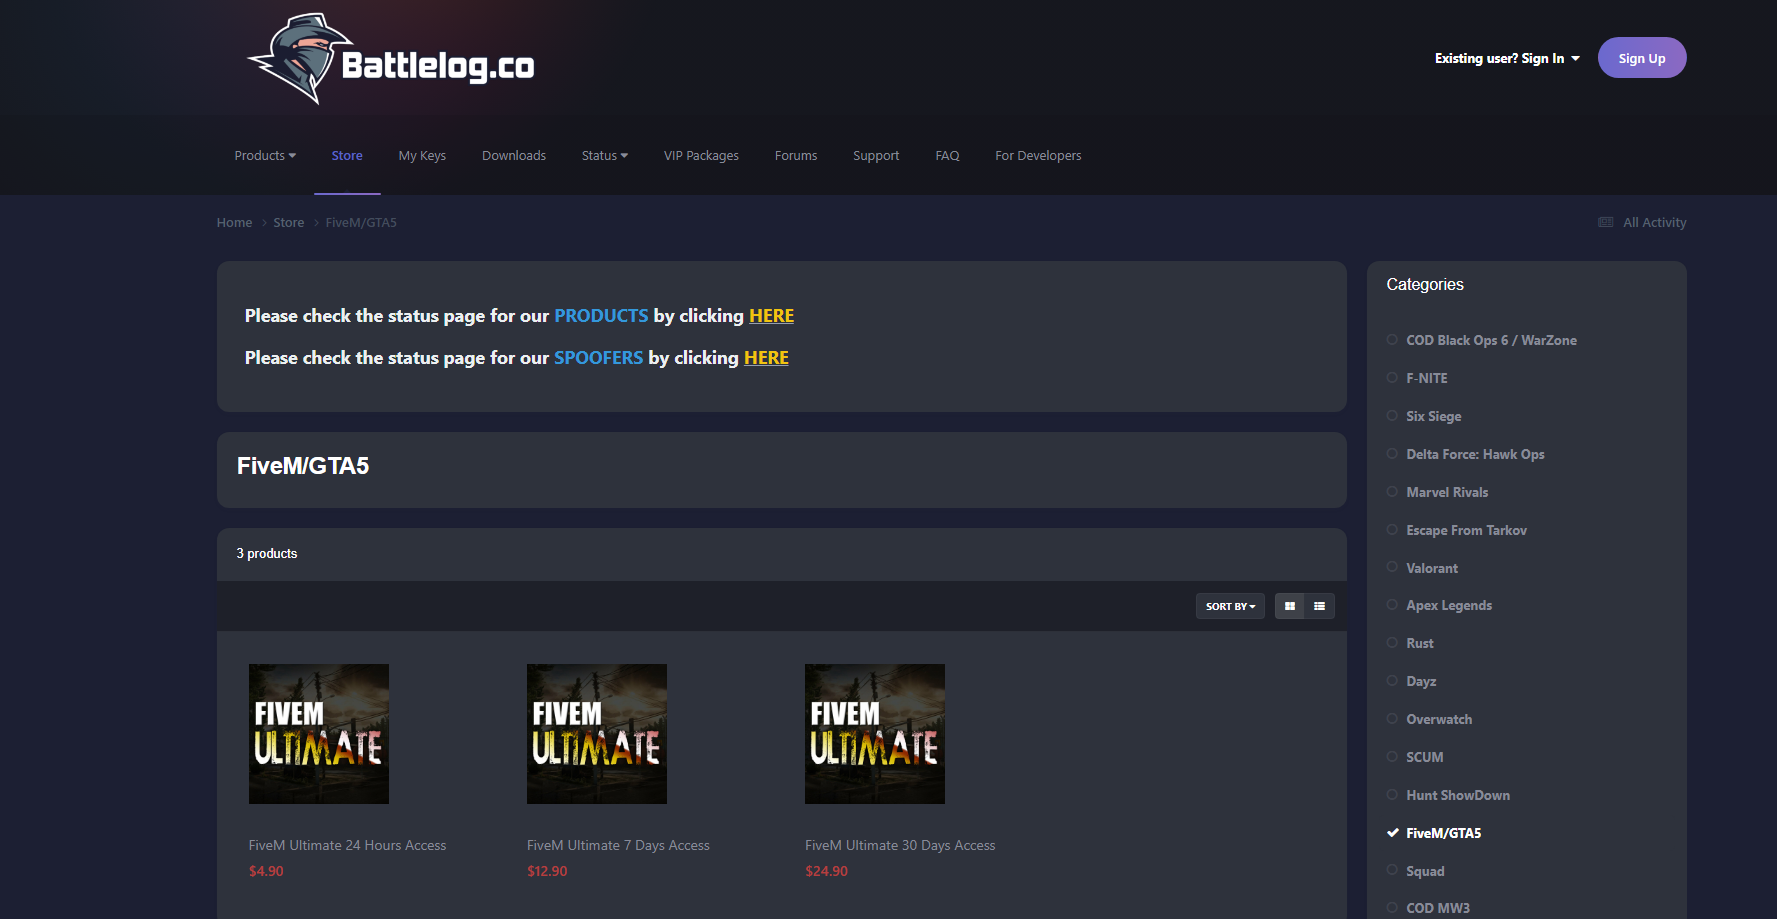 Battlelog.co
Existing user? Sign In
Sign Up
Products
Store
My Keys
Downloads
Status
VIP Packages
Forums
Support
FAQ
For Developers
Home
Store
FiveM/GTA5
All Activity
Please check the status page for our PRODUCTS by clicking HERE
Please check the status page for our SPOOFERS by clicking HERE
FiveM/GTA5
3 products
SORT BY
FIVEM
ULTIMATE
FiveM Ultimate 24 Hours Access
$4.90
FIVEM
ULTIMATE
FiveM Ultimate 7 Days Access
$12.90
FIVEM
ULTIMATE
FiveM Ultimate 30 Days Access
$24.90
Categories
COD Black Ops 6 / WarZone
F-NITE
Six Siege
Delta Force: Hawk Ops
Marvel Rivals
Escape From Tarkov
Valorant
Apex Legends
Rust
Dayz
Overwatch
SCUM
Hunt ShowDown
FiveM/GTA5
Squad
COD MW3